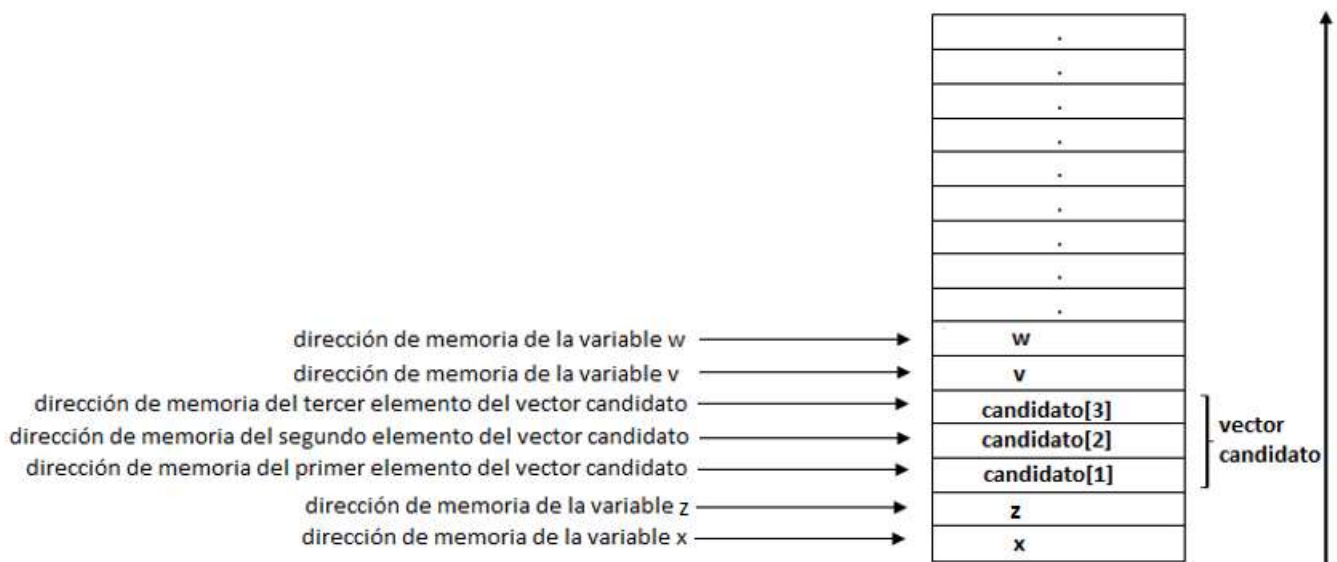 .
.
.
.
.
.
.
.
.
dirección de memoria de la variable w
w
dirección de memoria de la variable v
v
dirección de memoria del tercer elemento del vector candidato
candidato[3]
dirección de memoria del segundo elemento del vector candidato
candidato[2]
dirección de memoria del primer elemento del vector candidato
candidato[1]
vector
candidato
dirección de memoria de la variable z
z
dirección de memoria de la variable x
x